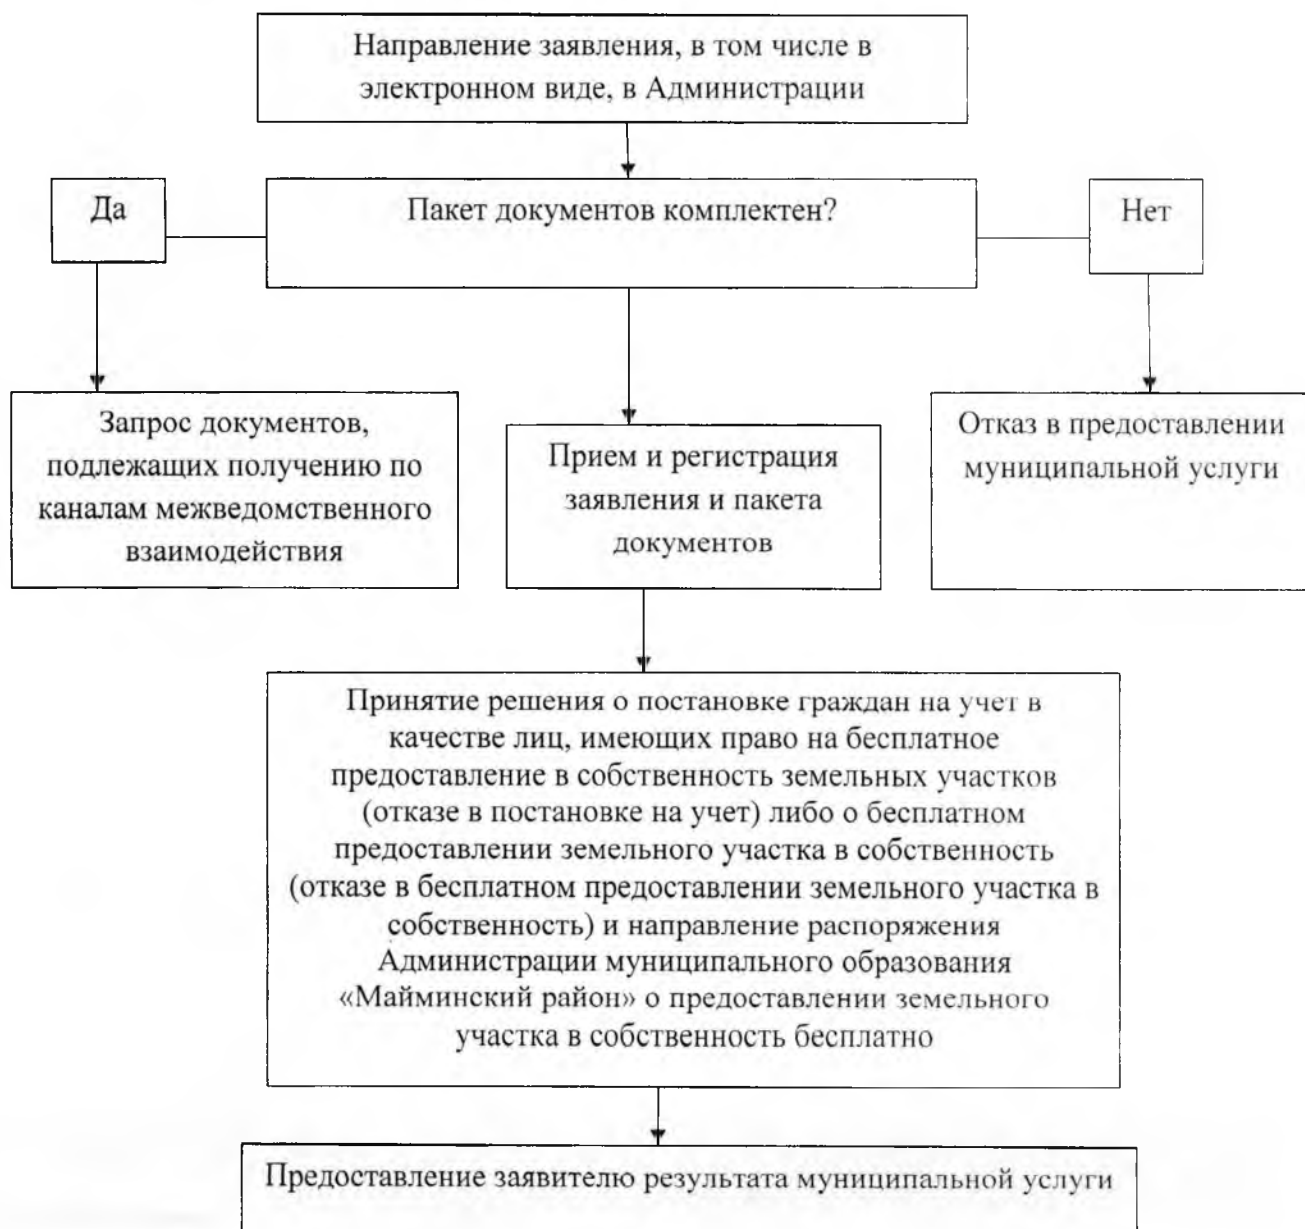 Направление заявления, в том числе в
электронном виде, в Администрации
Да
Пакет документов комплектен?
Нет
Запрос документов,
подлежащих получению по
каналам межведомственного
взаимодействия
Прием и регистрация
заявления и пакета
документов
Отказ в предоставлении
муниципальной услуги
Принятие решения о постановке граждан на учет в
качестве лиц, имеющих право на бесплатное
предоставление в собственность земельных участков
(отказе в постановке на учет) либо о бесплатном
предоставлении земельного участка в собственность
(отказе в бесплатном предоставлении земельного участка в
собственность) и направление распоряжения
Администрации муниципального образования
«Майминский район» о предоставлении земельного
участка в собственность бесплатно
Предоставление заявителю результата муниципальной услуги